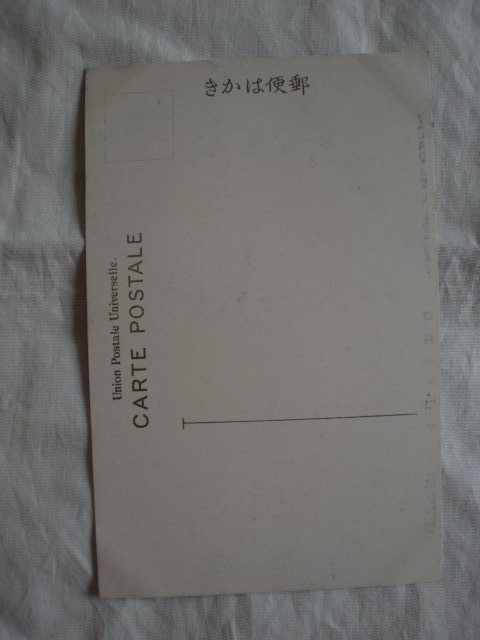 きかは便郵
Union Postale Universelle.
CARTE POSTALE